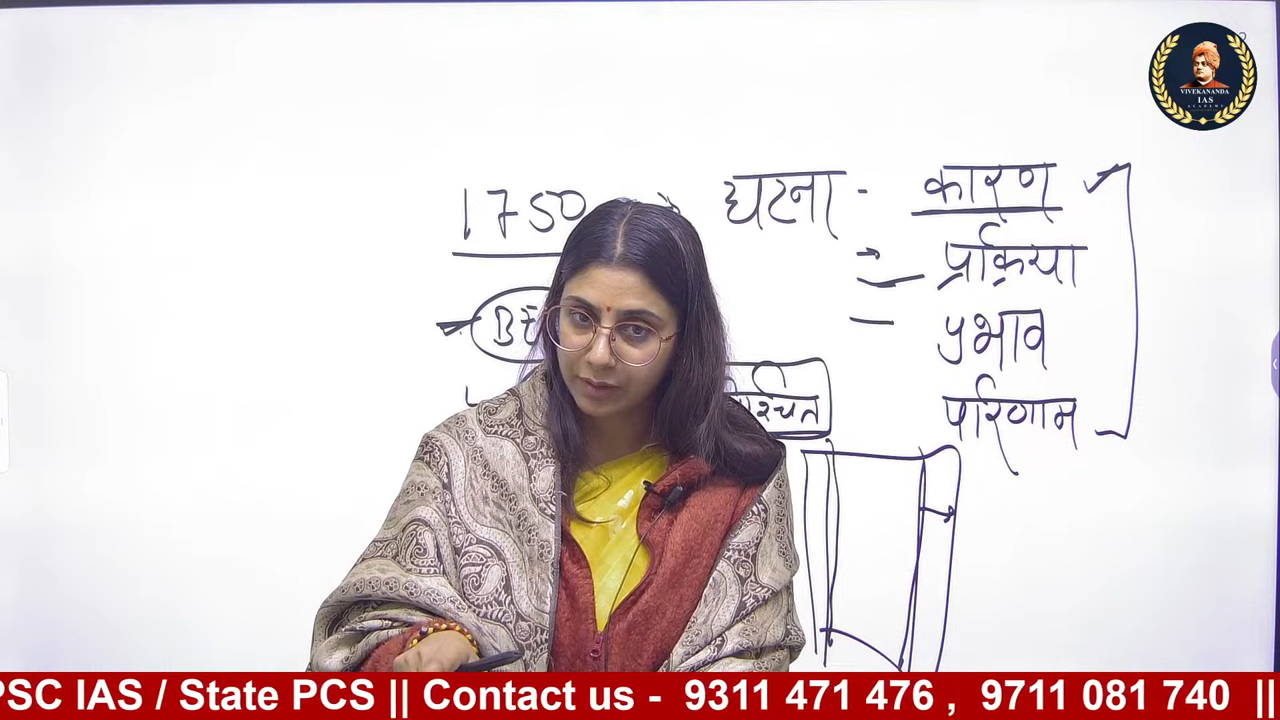 VIVEKANANDA
IAS
ACADEMY
1750
घटना - कारण
प्रक्रिया
प्रभाव
परिणाम
PSC IAS / State PCS || Contact us - 9311 471 476 , 9711 081 740 ||